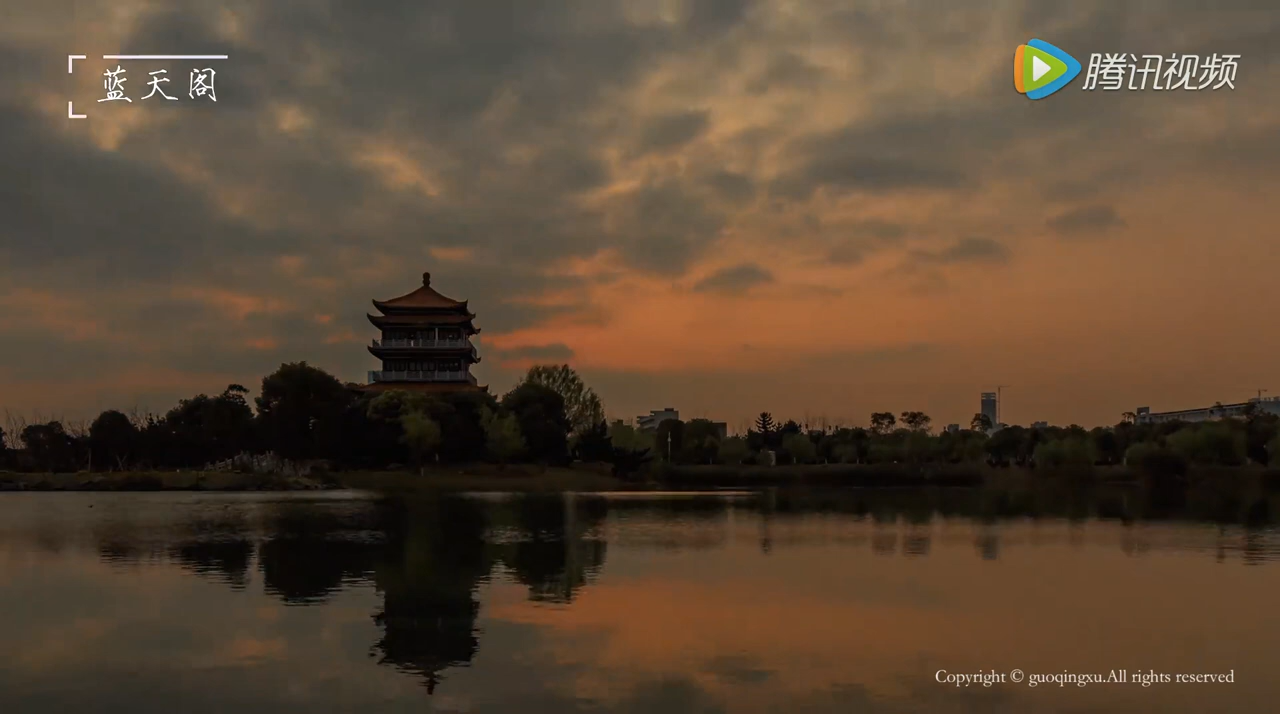 蓝天阁
腾讯视频
Copyright © guoqingxu.All rights reserved